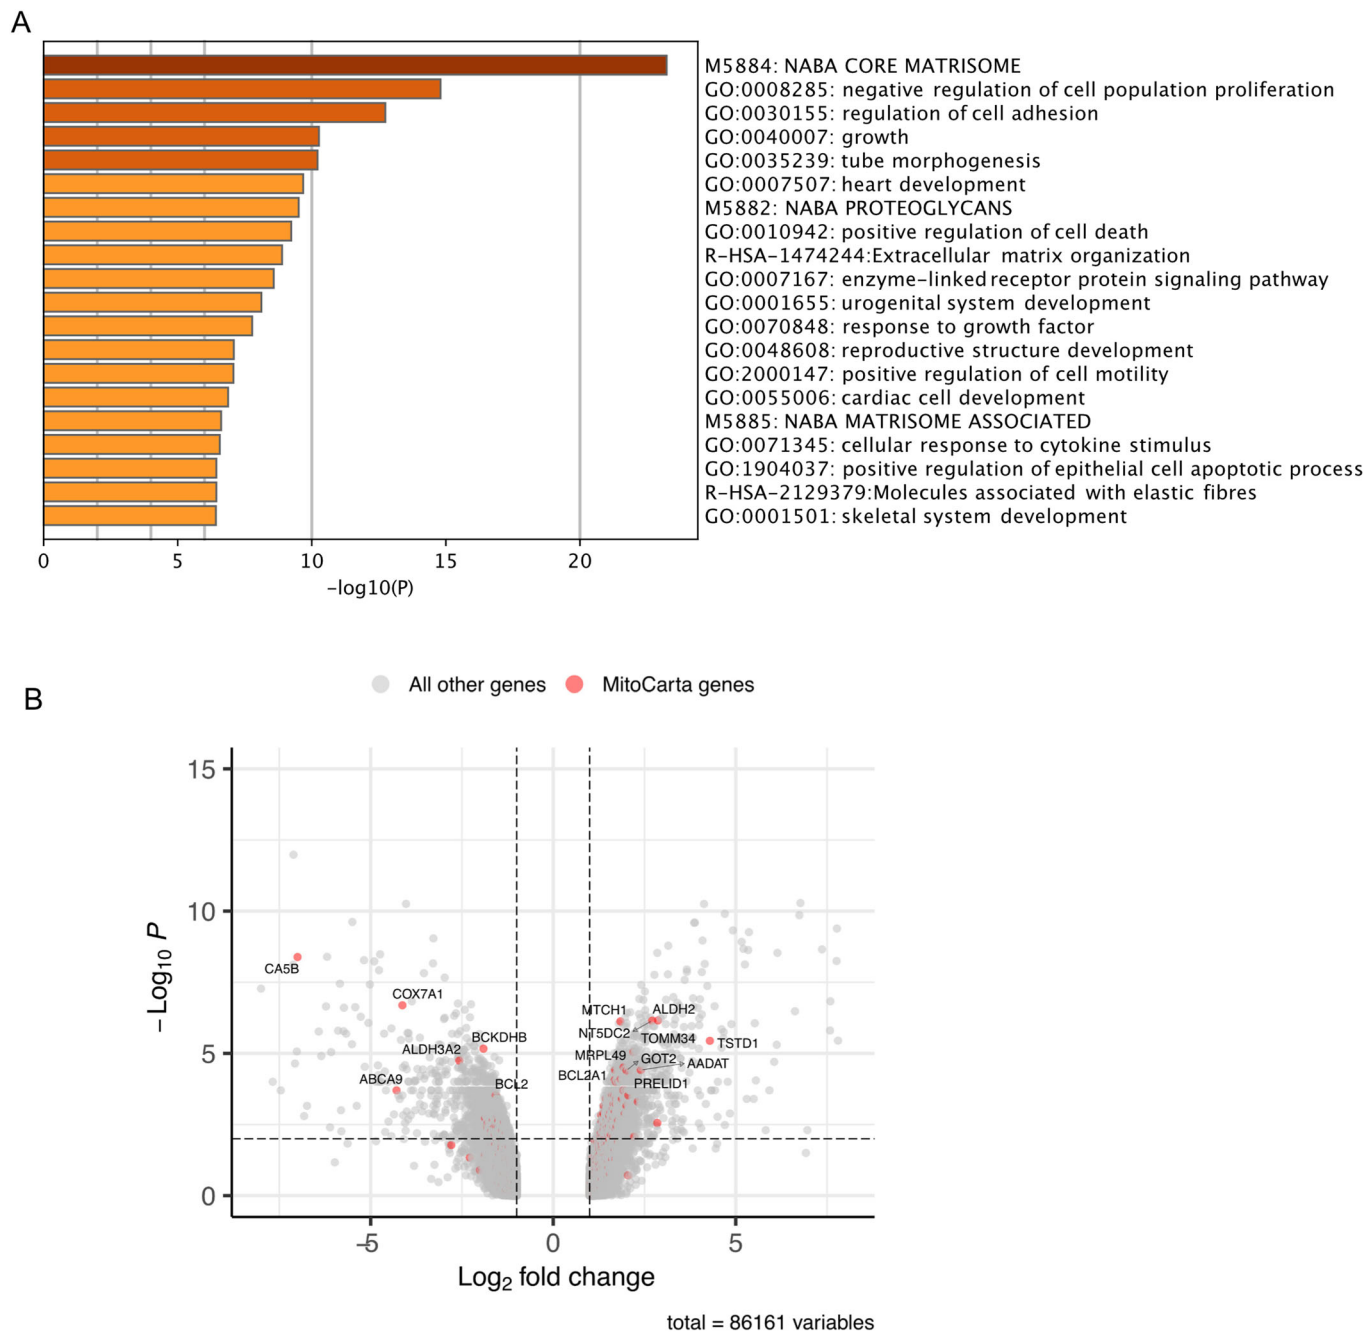 A
M5884: NABA CORE MATRISOME
GO:0008285: negative regulation of cell population proliferation
GO:0030155: regulation of cell adhesion
GO:0040007: growth
GO:0035239: tube morphogenesis
GO:0007507: heart development
M5882: NABA PROTEOGLYCANS
GO:0010942: positive regulation of cell death
R-HSA-1474244:Extracellular matrix organization
GO:0007167: enzyme-linked receptor protein signaling pathway
GO:0001655: urogenital system development
GO:0070848: response to growth factor
GO:0048608: reproductive structure development
GO:2000147: positive regulation of cell motility
GO:0055006: cardiac cell development
M5885: NABA MATRISOME ASSOCIATED
GO:0071345: cellular response to cytokine stimulus
GO:1904037: positive regulation of epithelial cell apoptotic process
R-HSA-2129379:Molecules associated with elastic fibres
GO:0001501: skeletal system development
0 5 10 15 20
-log10(P)
B
All other genes MitoCarta genes
15
10
5
0
-Log10 P
CA5B
COX7A1
BCKDHB
ALDH3A2
ABCA9
BCL2
MTCH1 ALDH2
NT5DC2 TOMM34 TSTD1
MRPL49 GOT2 AADAT
BCL2A1 PRELID1
-5 0 5
Log2 fold change
total = 86161 variables